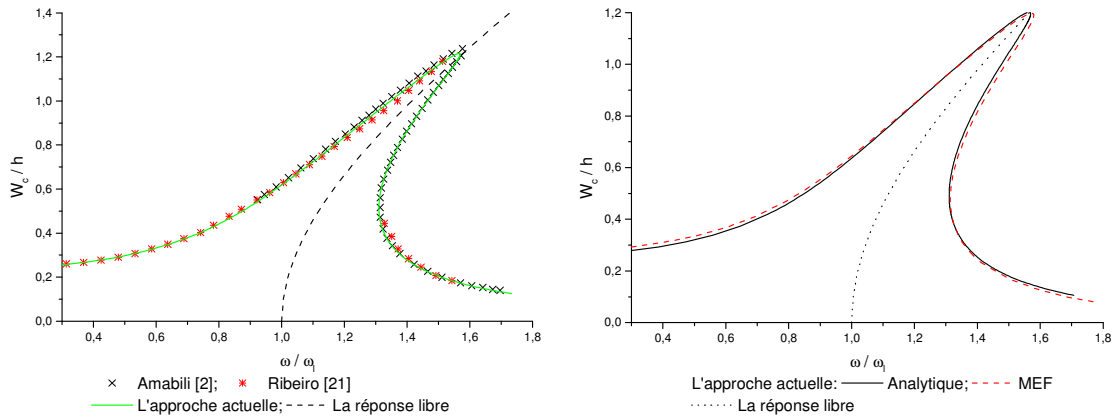 1,4
1,2
1,0
0,8
0,6
0,4
0,2
0,0
W_c / h
0,4 0,6 0,8 1,0 1,2 1,4 1,6 1,8
ω / ω_l
Amabili [2]; Ribeiro [21]
L'approche actuelle; La réponse libre
1,2
1,0
0,8
0,6
0,4
0,2
0,0
W_c / h
0,4 0,6 0,8 1,0 1,2 1,4 1,6 1,8
ω / ω_l
L'approche actuelle: Analytique; MEF
La réponse libre